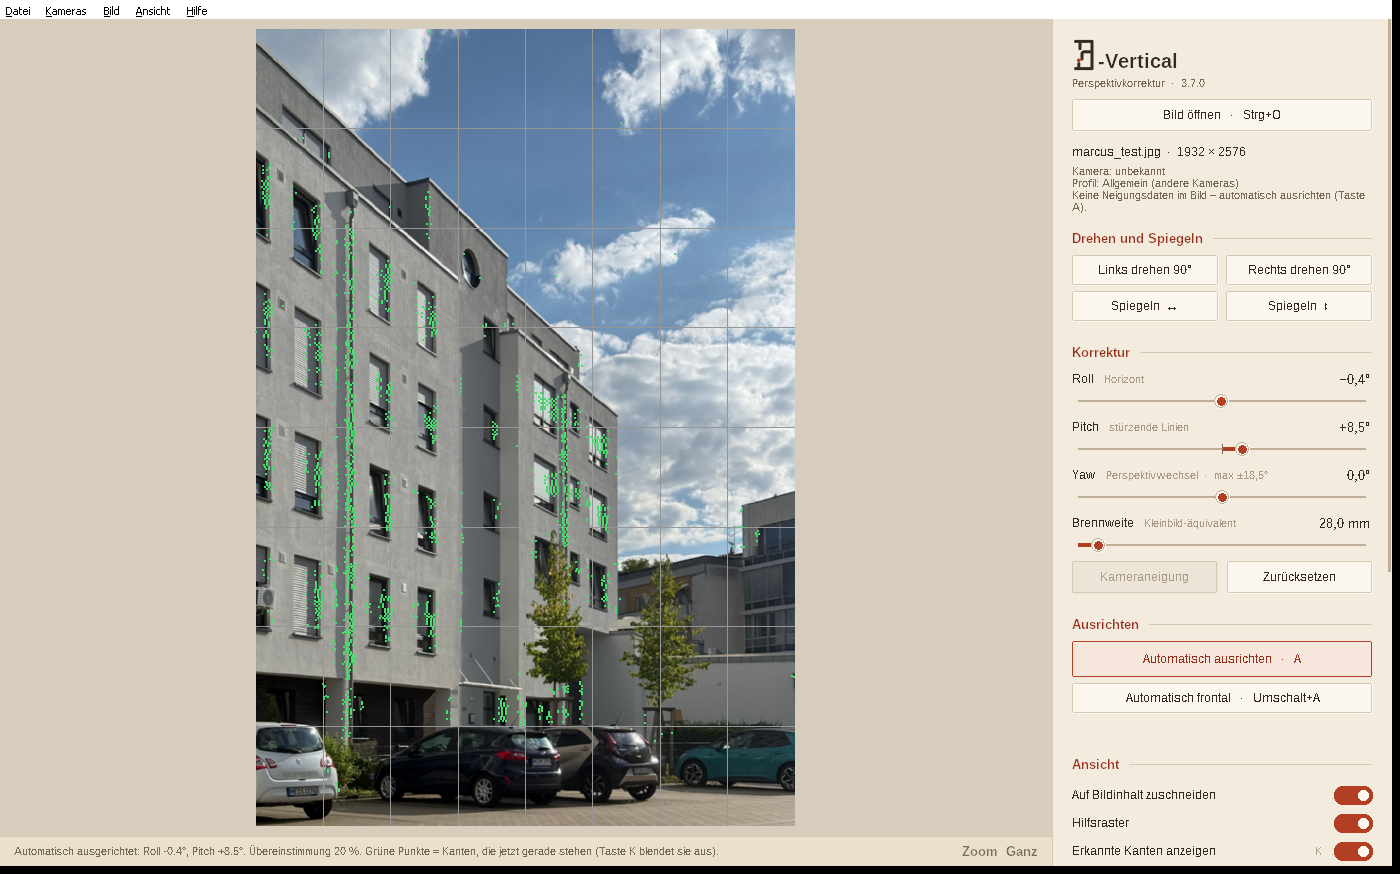 Datei Kameras Bild Ansicht Hilfe
-Vertical
Perspektivkorrektur · 3.7.0
Bild öffnen · Strg+O
marcus_test.jpg · 1932 × 2576
Kamera: unbekannt
Profil: Allgemein (andere Kameras)
Keine Neigungsdaten im Bild – automatisch ausrichten (Taste
A).
Drehen und Spiegeln
Links drehen 90° Rechts drehen 90°
Spiegeln ↔ Spiegeln ↕
Korrektur
Roll Horizont −0,4°
Pitch stürzende Linien +8,5°
Yaw Perspektivwechsel · max ±18,5° 0,0°
Brennweite Kleinbild-äquivalent 28,0 mm
Kameraneigung Zurücksetzen
Ausrichten
Automatisch ausrichten · A
Automatisch frontal · Umschalt+A
Ansicht
Auf Bildinhalt zuschneiden
Hilfsraster
Erkannte Kanten anzeigen K
Automatisch ausgerichtet: Roll -0.4°, Pitch +8.5°. Übereinstimmung 20 %. Grüne Punkte = Kanten, die jetzt gerade stehen (Taste K blendet sie aus).
Zoom Ganz